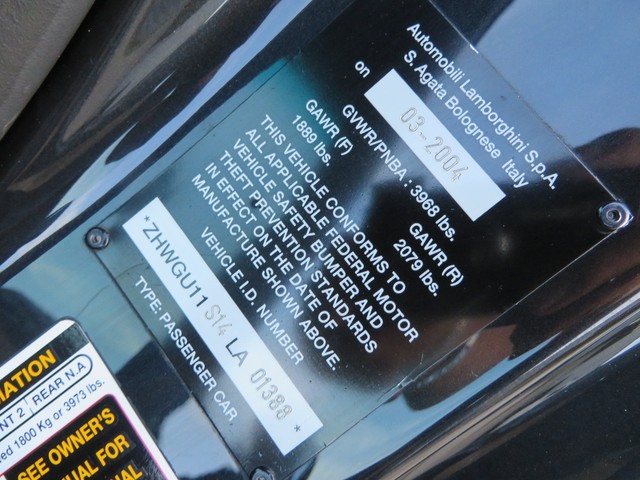 Automobili Lamborghini S.p.A.
S. Agata Bolognese Italy
on 03-2004
GVWR/PNBA : 3968 lbs.
GAWR (F) GAWR (R)
1889 lbs. 2079 lbs.
THIS VEHICLE CONFORMS TO
ALL APPLICABLE FEDERAL MOTOR
VEHICLE SAFETY BUMPER AND
THEFT PREVENTION STANDARDS
IN EFFECT ON THE DATE OF
MANUFACTURE SHOWN ABOVE.
VEHICLE I.D. NUMBER
*ZHWGU11S14LA01388*
TYPE: PASSENGER CAR.
2 REAR N.A
1800 Kg or 3973 lbs.
SEE OWNER'S
FOR